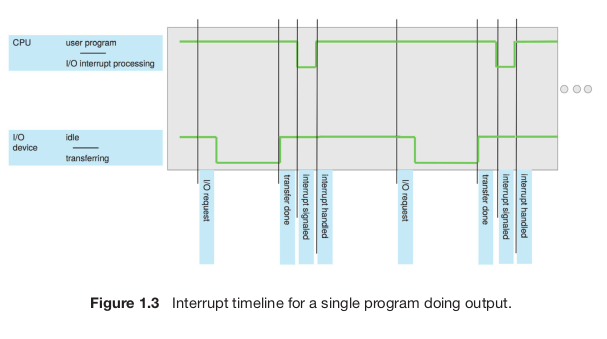 CPU
user program
I/O interrupt processing
I/O
device
idle
transferring
I/O request
transfer done
interrupt signaled
interrupt handled
I/O request
transfer done
interrupt signaled
interrupt handled
Figure 1.3 Interrupt timeline for a single program doing output.